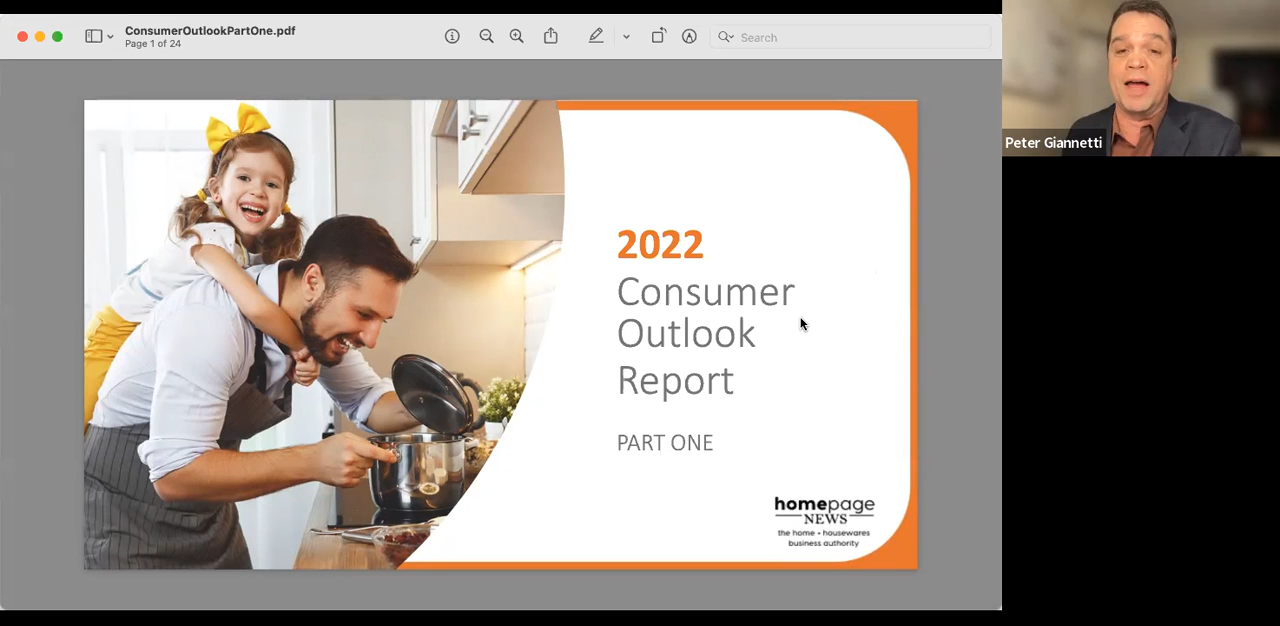 ConsumerOutlookPartOne.pdf
Page 1 of 24
Search
Peter Giannetti
2022
Consumer
Outlook
Report
PART ONE
homepage
NEWS
the home + housewares
business authority